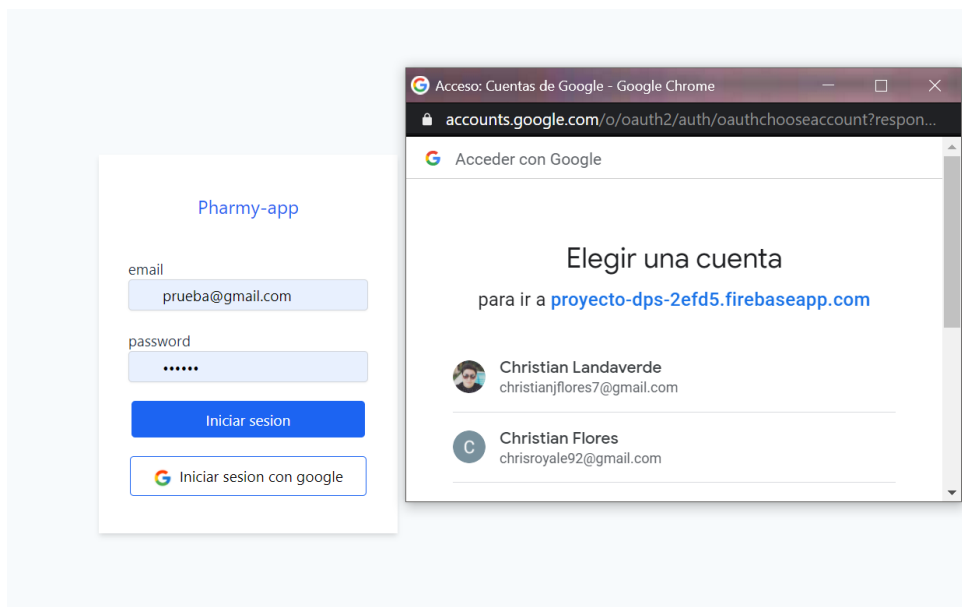 Pharmy-app
email
prueba@gmail.com
password
••••••
Iniciar sesion
Iniciar sesion con google
Acceso: Cuentas de Google - Google Chrome
accounts.google.com/o/oauth2/auth/oauthchooseaccount?respon...
Acceder con Google
Elegir una cuenta
para ir a proyecto-dps-2efd5.firebaseapp.com
Christian Landaverde
christianjflores7@gmail.com
C
Christian Flores
chrisroyale92@gmail.com